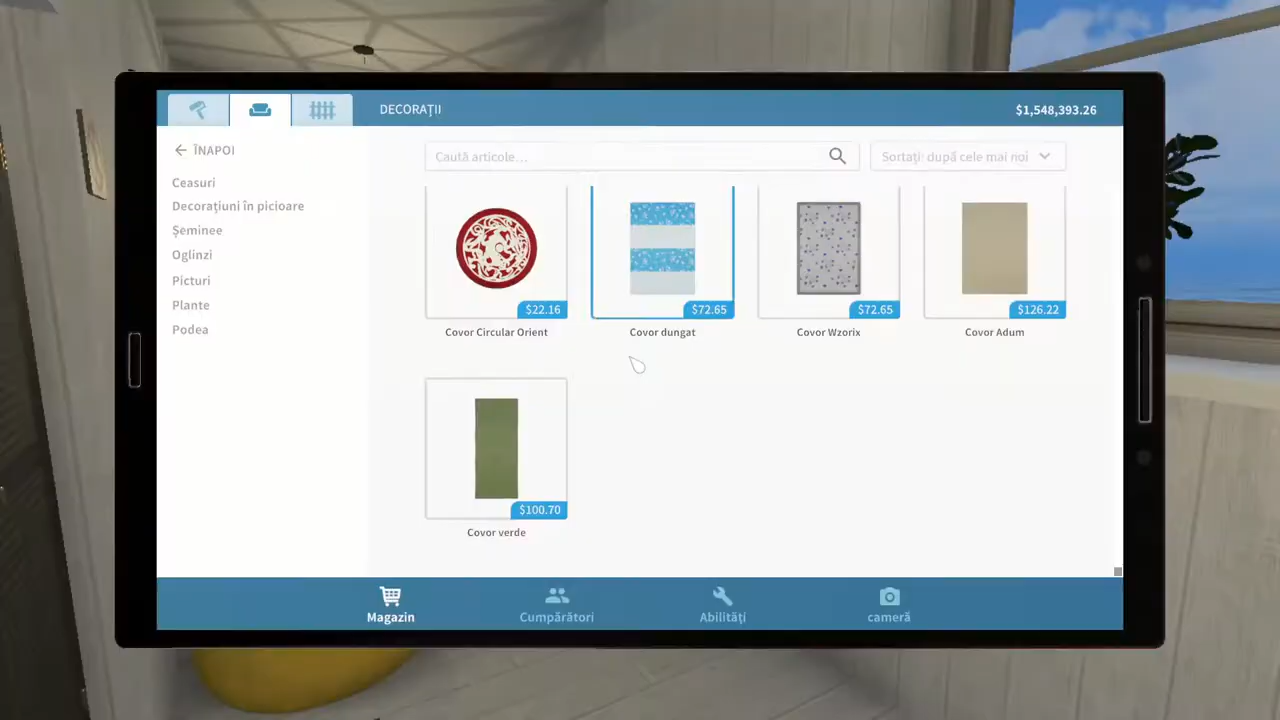 DECORAȚII
$1,548,393.26
ÎNAPOI
Caută articole...
Sortați: după cele mai noi
Ceasuri
Decorațiuni în picioare
Șeminee
Oglinzi
Picturi
Plante
Podea
$22.16
$72.65
$72.65
$126.22
Covor Circular Orient
Covor dungat
Covor Wzorix
Covor Adum
$100.70
Covor verde
Magazin
Cumpărători
Abilități
cameră